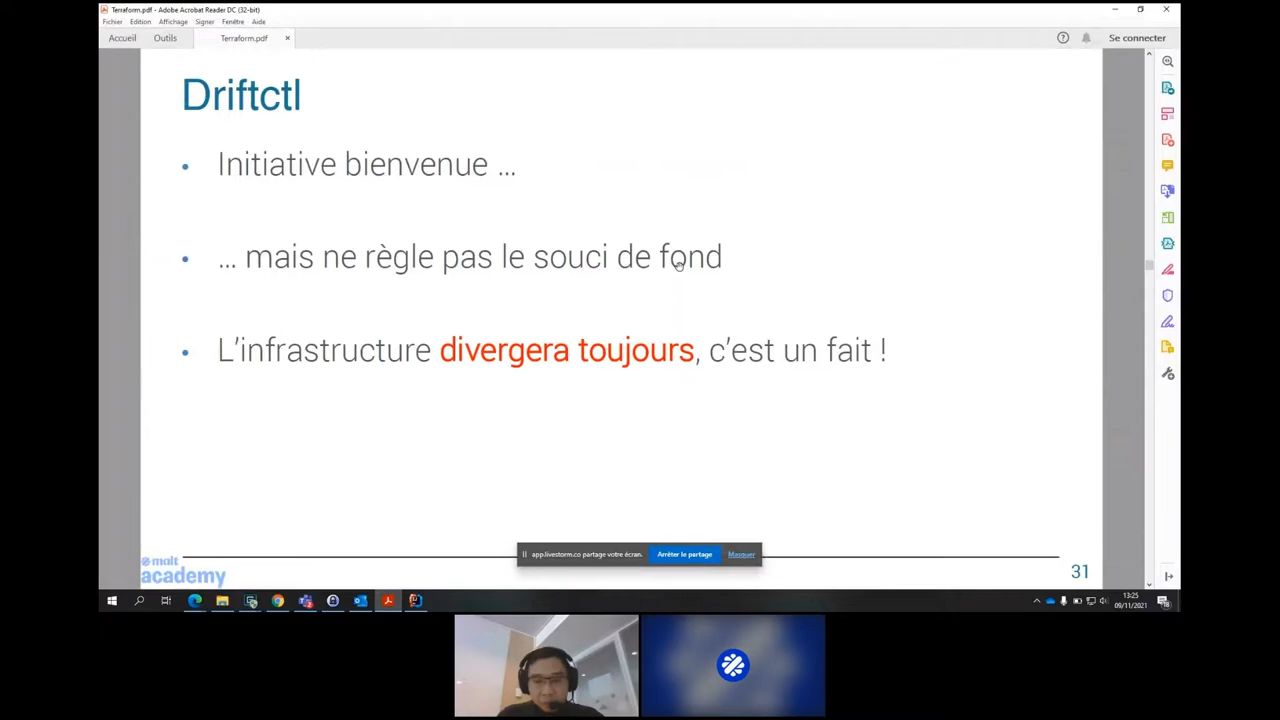 Terraform.pdf - Adobe Acrobat Reader DC (32-bit)
Fichier Edition Affichage Signer Fenêtre Aide
Accueil Outils Terraform.pdf × Se connecter
Driftctl
• Initiative bienvenue ...
• ... mais ne règle pas le souci de fond
• L'infrastructure divergera toujours, c'est un fait !
app.livestorm.co partage votre écran. Arrêter le partage Masquer
malt
academy
31
13:25
09/11/2021